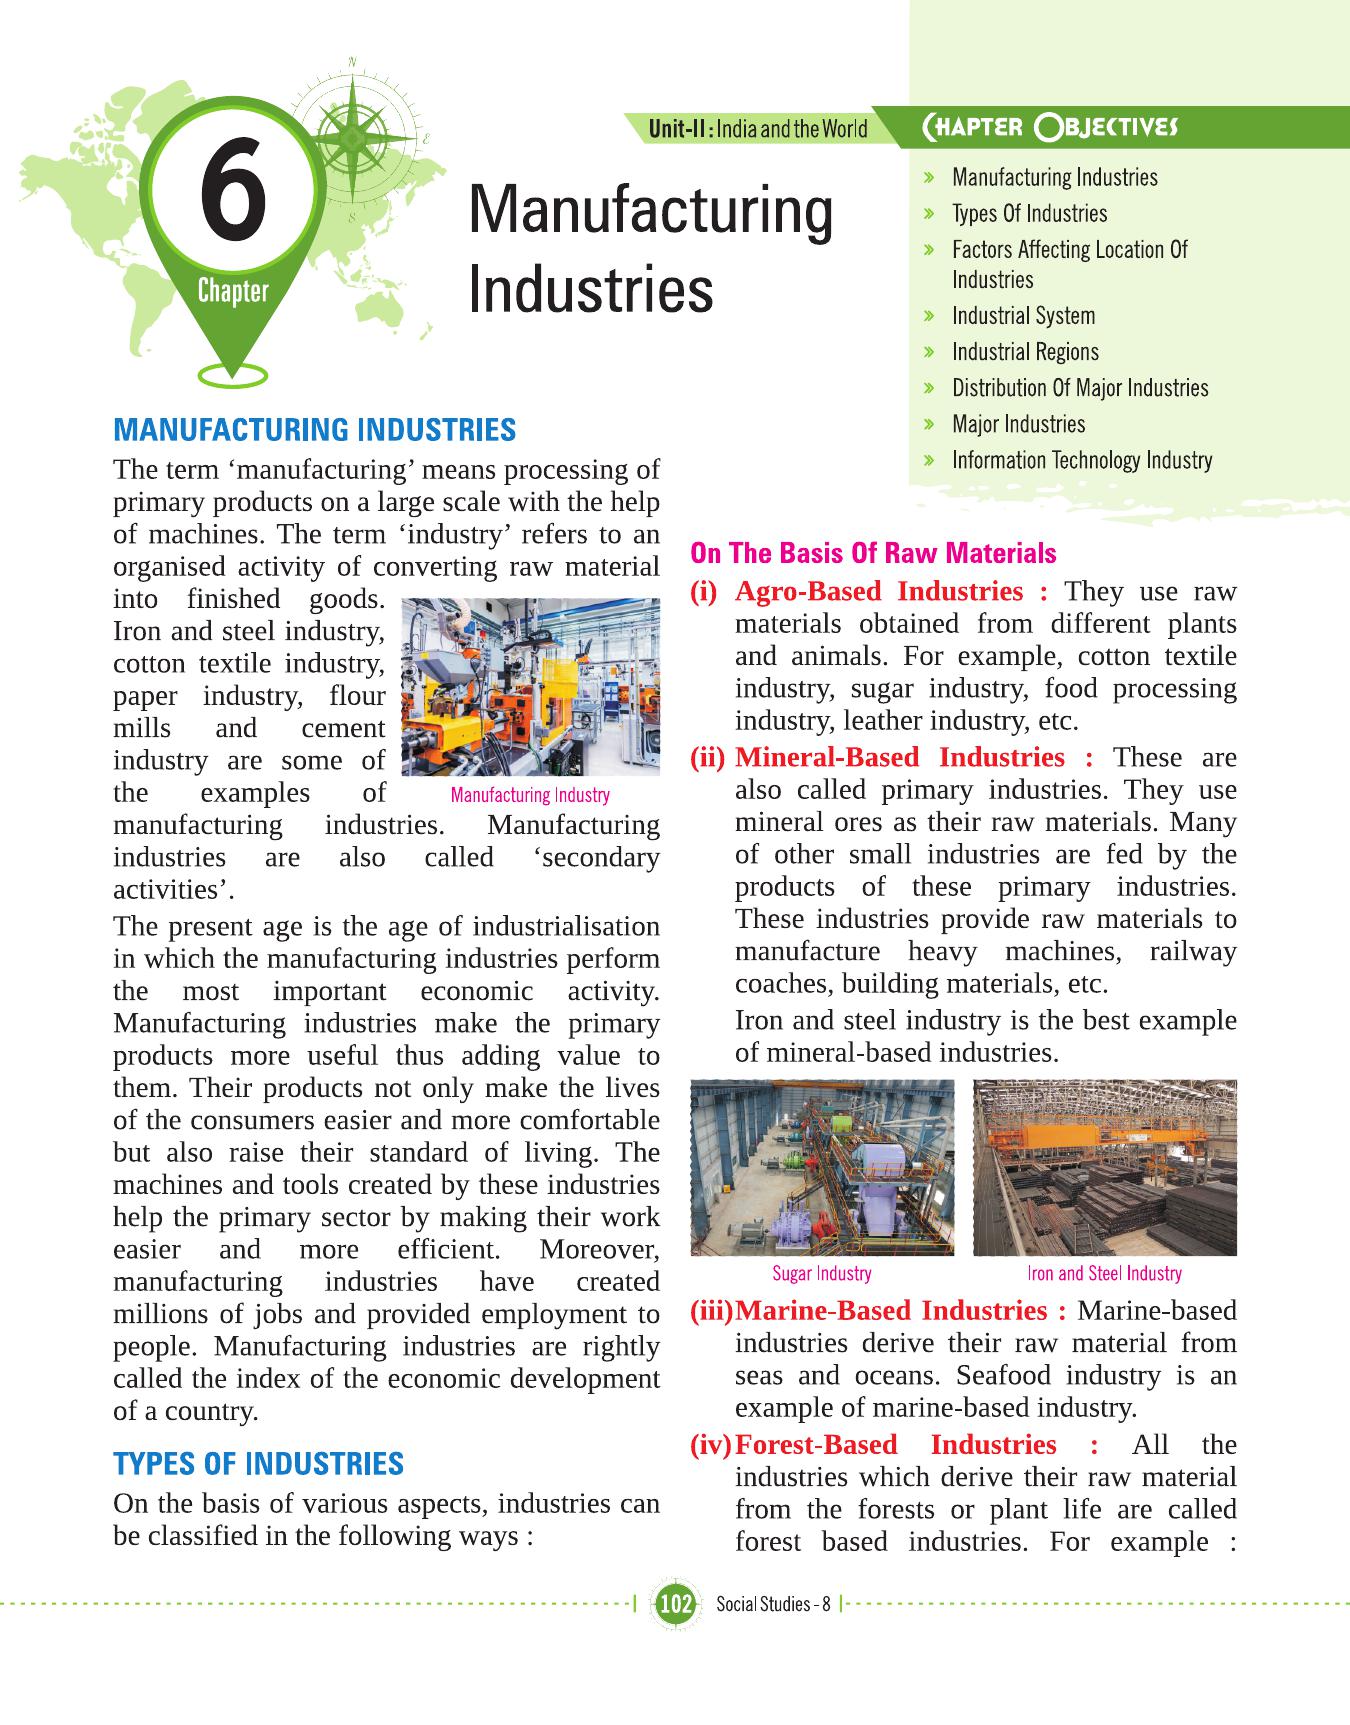 N
E
S
6
Chapter
Unit-II : India and the World
Manufacturing
Industries
CHAPTER OBJECTIVES
» Manufacturing Industries
» Types Of Industries
» Factors Affecting Location Of
Industries
» Industrial System
» Industrial Regions
» Distribution Of Major Industries
» Major Industries
» Information Technology Industry
MANUFACTURING INDUSTRIES
The term ‘manufacturing’ means processing of
primary products on a large scale with the help
of machines. The term ‘industry’ refers to an
organised activity of converting raw material
into finished goods.
Iron and steel industry,
cotton textile industry,
paper industry, flour
mills and cement
industry are some of
the examples of
Manufacturing Industry
manufacturing industries. Manufacturing
industries are also called ‘secondary
activities’.
The present age is the age of industrialisation
in which the manufacturing industries perform
the most important economic activity.
Manufacturing industries make the primary
products more useful thus adding value to
them. Their products not only make the lives
of the consumers easier and more comfortable
but also raise their standard of living. The
machines and tools created by these industries
help the primary sector by making their work
easier and more efficient. Moreover,
manufacturing industries have created
millions of jobs and provided employment to
people. Manufacturing industries are rightly
called the index of the economic development
of a country.
TYPES OF INDUSTRIES
On the basis of various aspects, industries can
be classified in the following ways :
On The Basis Of Raw Materials
(i) Agro-Based Industries : They use raw
materials obtained from different plants
and animals. For example, cotton textile
industry, sugar industry, food processing
industry, leather industry, etc.
(ii) Mineral-Based Industries : These are
also called primary industries. They use
mineral ores as their raw materials. Many
of other small industries are fed by the
products of these primary industries.
These industries provide raw materials to
manufacture heavy machines, railway
coaches, building materials, etc.
Iron and steel industry is the best example
of mineral-based industries.
Sugar Industry
Iron and Steel Industry
(iii) Marine-Based Industries : Marine-based
industries derive their raw material from
seas and oceans. Seafood industry is an
example of marine-based industry.
(iv) Forest-Based Industries : All the
industries which derive their raw material
from the forests or plant life are called
forest based industries. For example :
102 Social Studies - 8